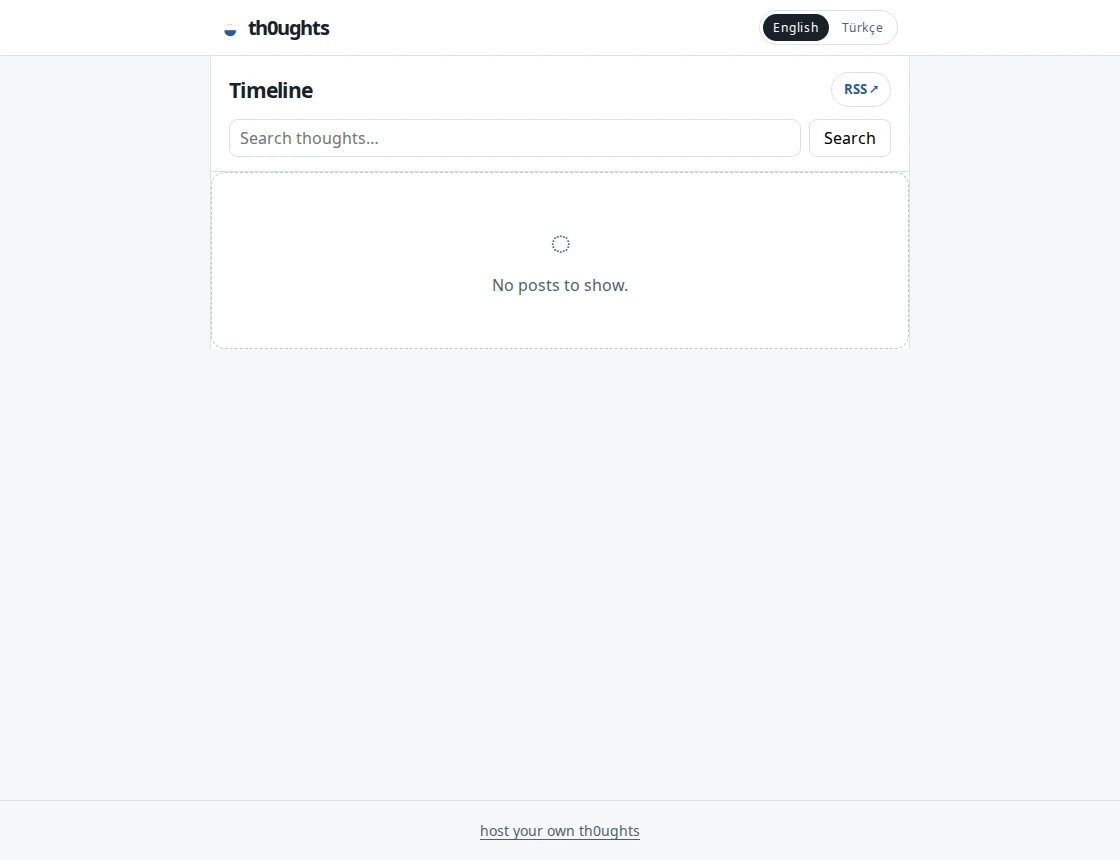 th0ughts
English Türkçe
Timeline
RSS↗
Search thoughts...
Search
No posts to show.
host your own th0ughts